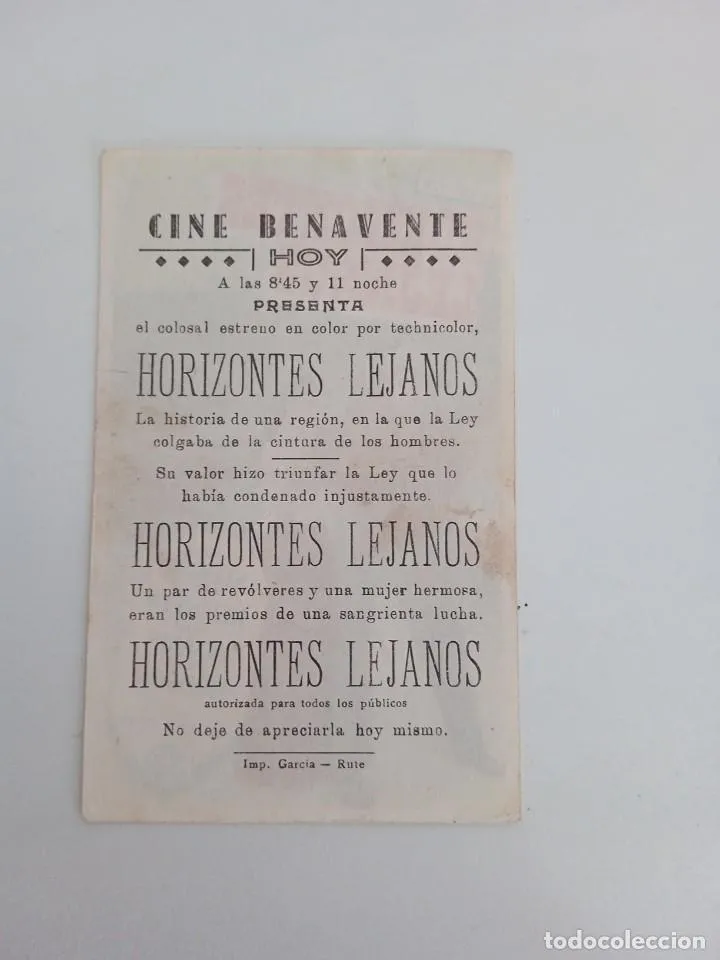 CINE BENAVENTE
HOY
A las 8'45 y 11 noche
PRESENTA
el colosal estreno en color por technicolor,
HORIZONTES LEJANOS
La historia de una región, en la que la Ley
colgaba de la cintura de los hombres.
Su valor hizo triunfar la Ley que lo
había condenado injustamente.
HORIZONTES LEJANOS
Un par de revólveres y una mujer hermosa,
eran los premios de una sangrienta lucha.
HORIZONTES LEJANOS
autorizada para todos los públicos
No deje de apreciarla hoy mismo.
Imp. García — Rute
todocoleccion